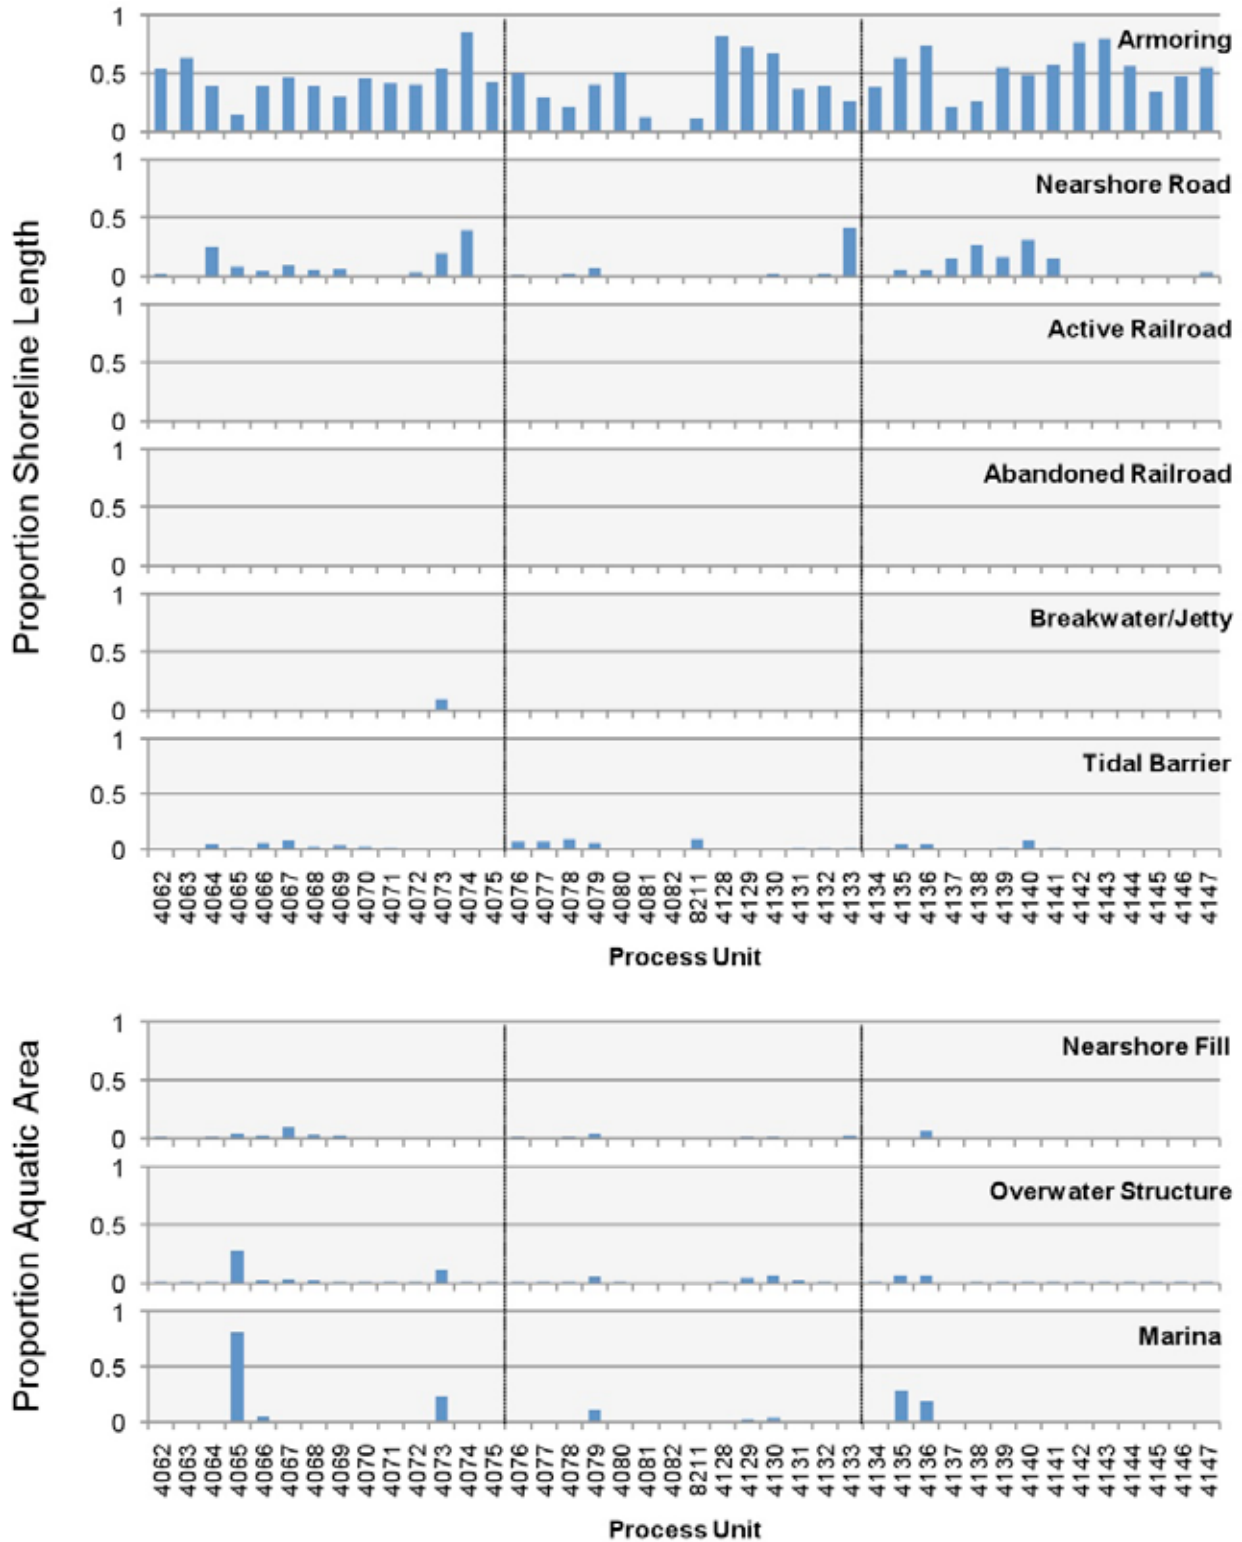 Proportion Shoreline Length
1
0.5
0
Armoring
1
0.5
0
Nearshore Road
1
0.5
0
Active Railroad
1
0.5
0
Abandoned Railroad
1
0.5
0
Breakwater/Jetty
1
0.5
0
Tidal Barrier
4062 4063 4064 4065 4066 4067 4068 4069 4070 4071 4072 4073 4074 4075 4076 4077 4078 4079 4080 4081 4082 8211 4128 4129 4130 4131 4132 4133 4134 4135 4136 4137 4138 4139 4140 4141 4142 4143 4144 4145 4146 4147
Process Unit
Proportion Aquatic Area
1
0.5
0
Nearshore Fill
1
0.5
0
Overwater Structure
1
0.5
0
Marina
4062 4063 4064 4065 4066 4067 4068 4069 4070 4071 4072 4073 4074 4075 4076 4077 4078 4079 4080 4081 4082 8211 4128 4129 4130 4131 4132 4133 4134 4135 4136 4137 4138 4139 4140 4141 4142 4143 4144 4145 4146 4147
Process Unit